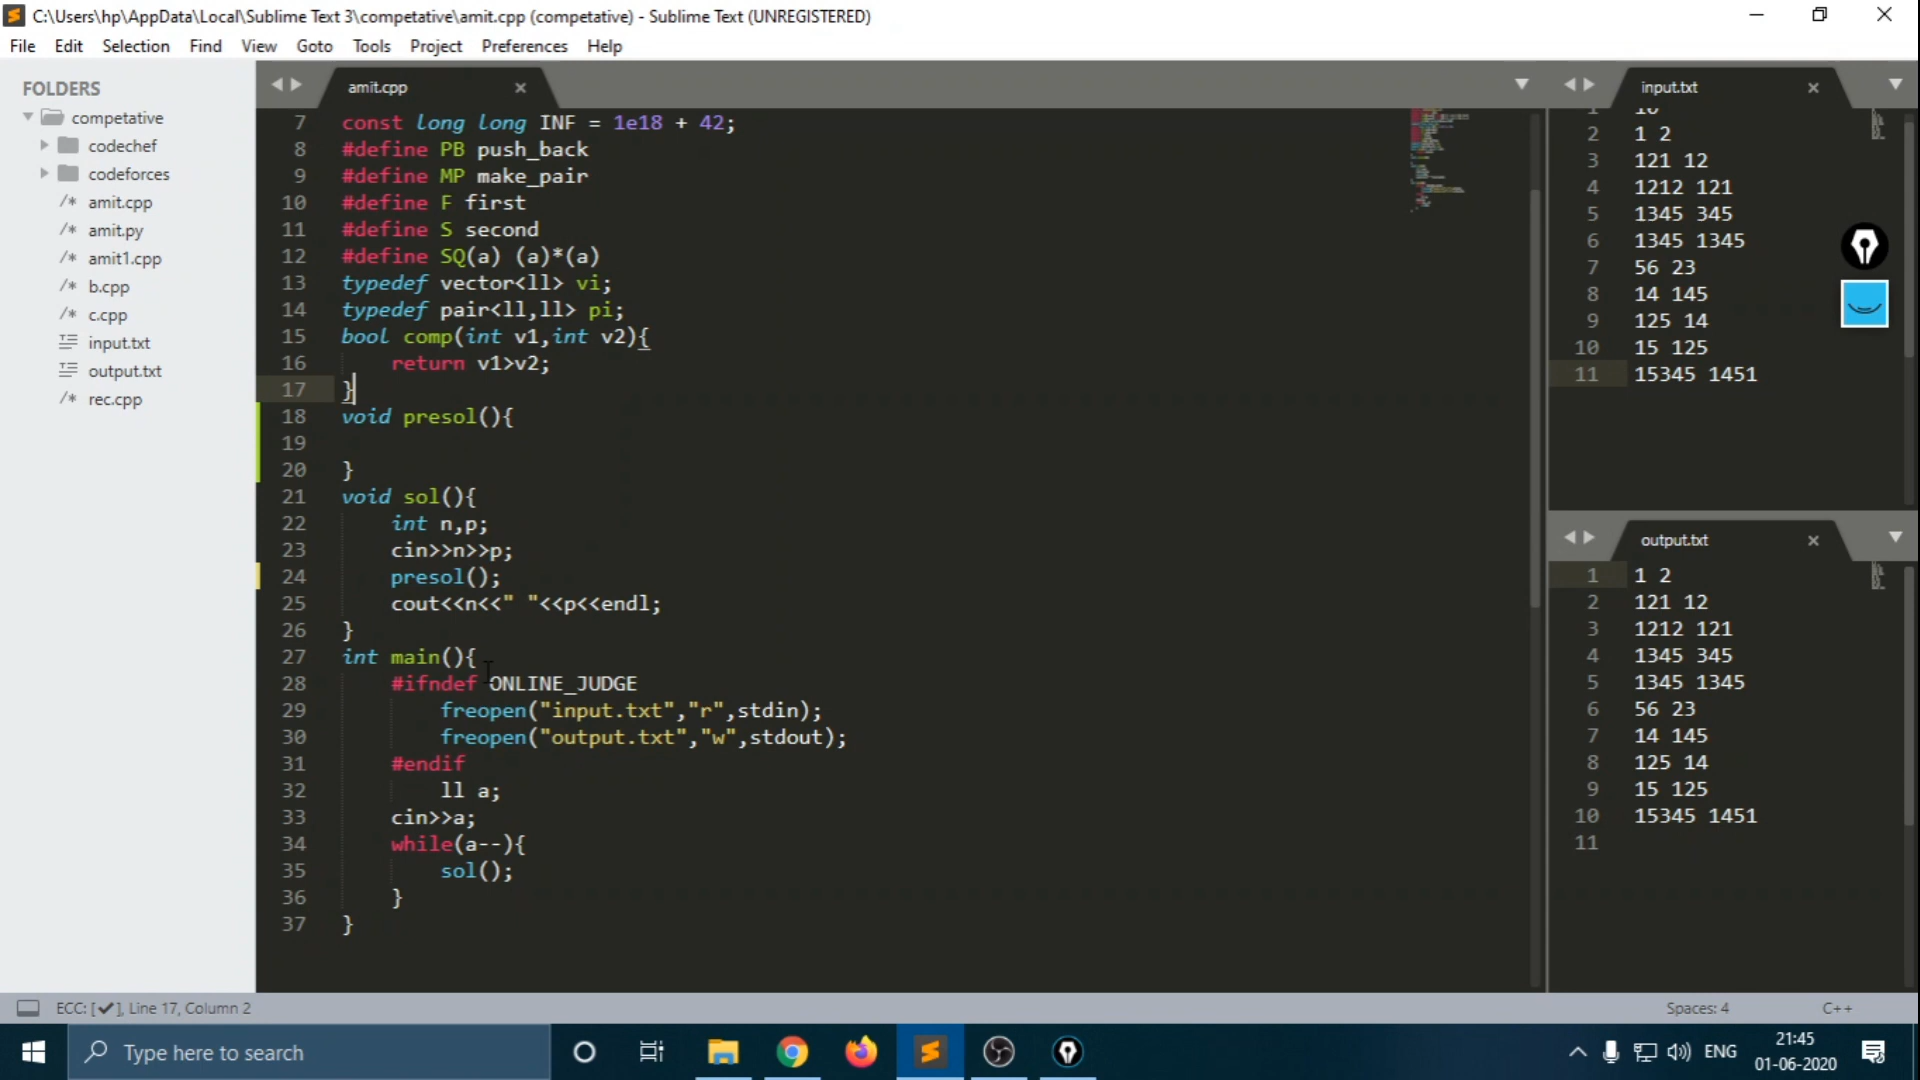 C:\Users\hp\AppData\Local\Sublime Text 3\competative\amit.cpp (competative) - Sublime Text (UNREGISTERED)
File Edit Selection Find View Goto Tools Project Preferences Help
FOLDERS
competative
codechef
codeforces
/* amit.cpp
/* amit.py
/* amit1.cpp
/* b.cpp
/* c.cpp
input.txt
output.txt
/* rec.cpp
amit.cpp
7 const long long INF = 1e18 + 42;
8 #define PB push_back
9 #define MP make_pair
10 #define F first
11 #define S second
12 #define SQ(a) (a)*(a)
13 typedef vector<ll> vi;
14 typedef pair<ll,ll> pi;
15 bool comp(int v1,int v2){
16 return v1>v2;
17 }
18 void presol(){
19
20 }
21 void sol(){
22 int n,p;
23 cin>>n>>p;
24 presol();
25 cout<<n<<" "<<p<<endl;
26 }
27 int main(){
28 #ifndef ONLINE_JUDGE
29 freopen("input.txt","r",stdin);
30 freopen("output.txt","w",stdout);
31 #endif
32 ll a;
33 cin>>a;
34 while(a--){
35 sol();
36 }
37 }
input.txt
1 10
2 1 2
3 121 12
4 1212 121
5 1345 345
6 1345 1345
7 56 23
8 14 145
9 125 14
10 15 125
11 15345 1451
output.txt
1 1 2
2 121 12
3 1212 121
4 1345 345
5 1345 1345
6 56 23
7 14 145
8 125 14
9 15 125
10 15345 1451
11
ECC: [✔], Line 17, Column 2
Spaces: 4
C++
Type here to search
ENG
21:45
01-06-2020